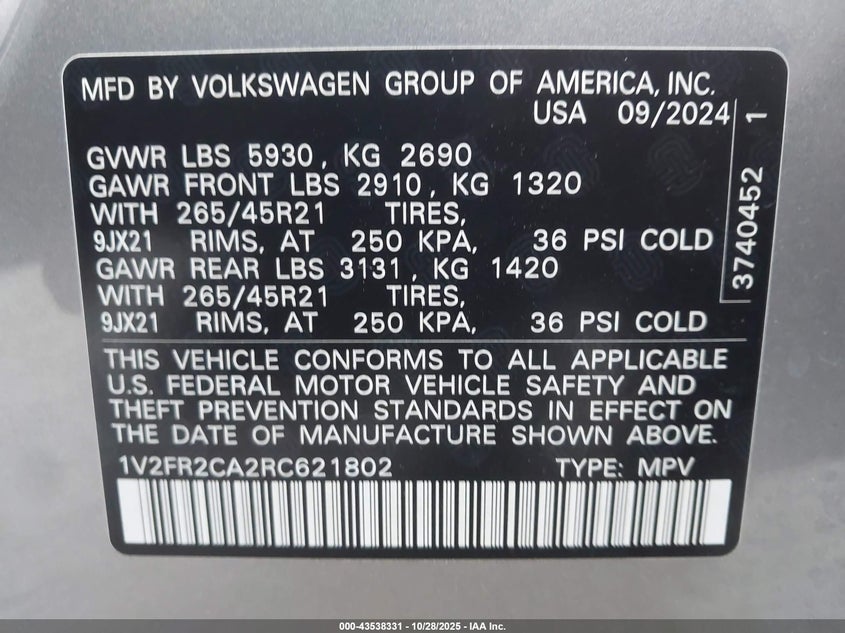 MFD BY VOLKSWAGEN GROUP OF AMERICA, INC.
USA 09/2024
GVWR LBS 5930, KG 2690
GAWR FRONT LBS 2910, KG 1320
WITH 265/45R21 TIRES,
9JX21 RIMS, AT 250 KPA, 36 PSI COLD
GAWR REAR LBS 3131, KG 1420
WITH 265/45R21 TIRES,
9JX21 RIMS, AT 250 KPA, 36 PSI COLD
3740452 1
THIS VEHICLE CONFORMS TO ALL APPLICABLE
U.S. FEDERAL MOTOR VEHICLE SAFETY AND
THEFT PREVENTION STANDARDS IN EFFECT ON
THE DATE OF MANUFACTURE SHOWN ABOVE.
1V2FR2CA2RC621802 TYPE: MPV
000-43538331 - 10/28/2025 - IAA Inc.